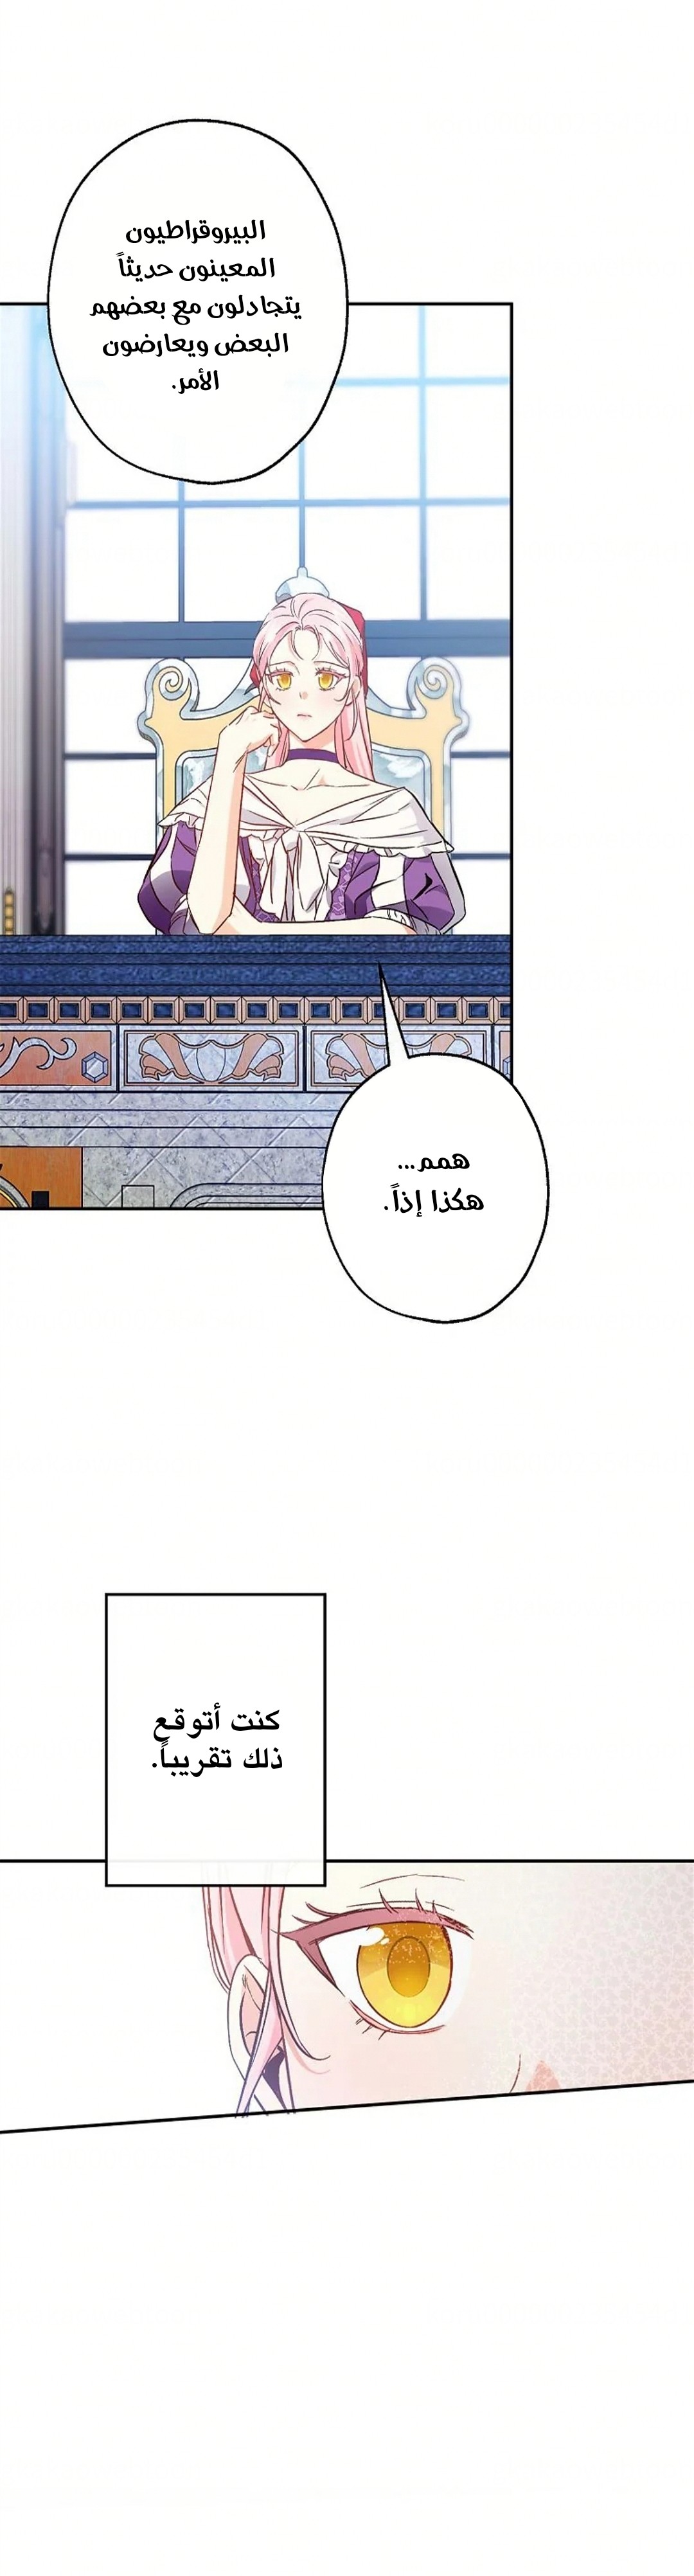 البيروقراطيون
المعينون حديثاً
يتجادلون مع بعضهم
البعض ويعارضون
الأمر.
همم...
هكذا إذاً.
كنت أتوقع
ذلك تقريباً.